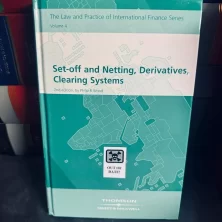 The Law and Practice of International Finance Series
Volume 4
Set-off and Netting, Derivatives,
Clearing Systems
Philip R Wood
THOMSON
SWEET & MAXWELL